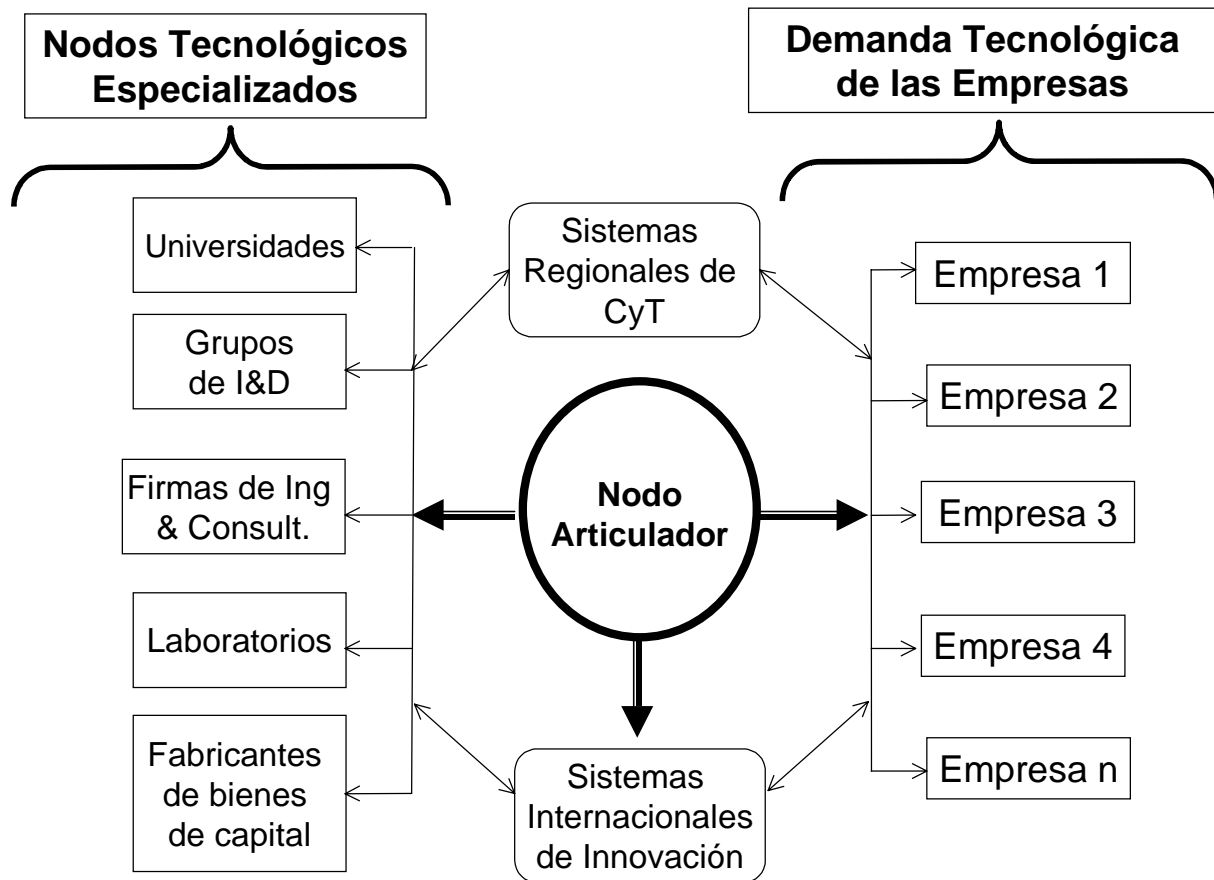 Nodos Tecnológicos
Especializados
Demanda Tecnológica
de las Empresas
Universidades
Grupos
de I&D
Firmas de Ing
& Consult.
Laboratorios
Fabricantes
de bienes
de capital
Sistemas
Regionales de
CyT
Nodo
Articulador
Sistemas
Internacionales
de Innovación
Empresa 1
Empresa 2
Empresa 3
Empresa 4
Empresa n